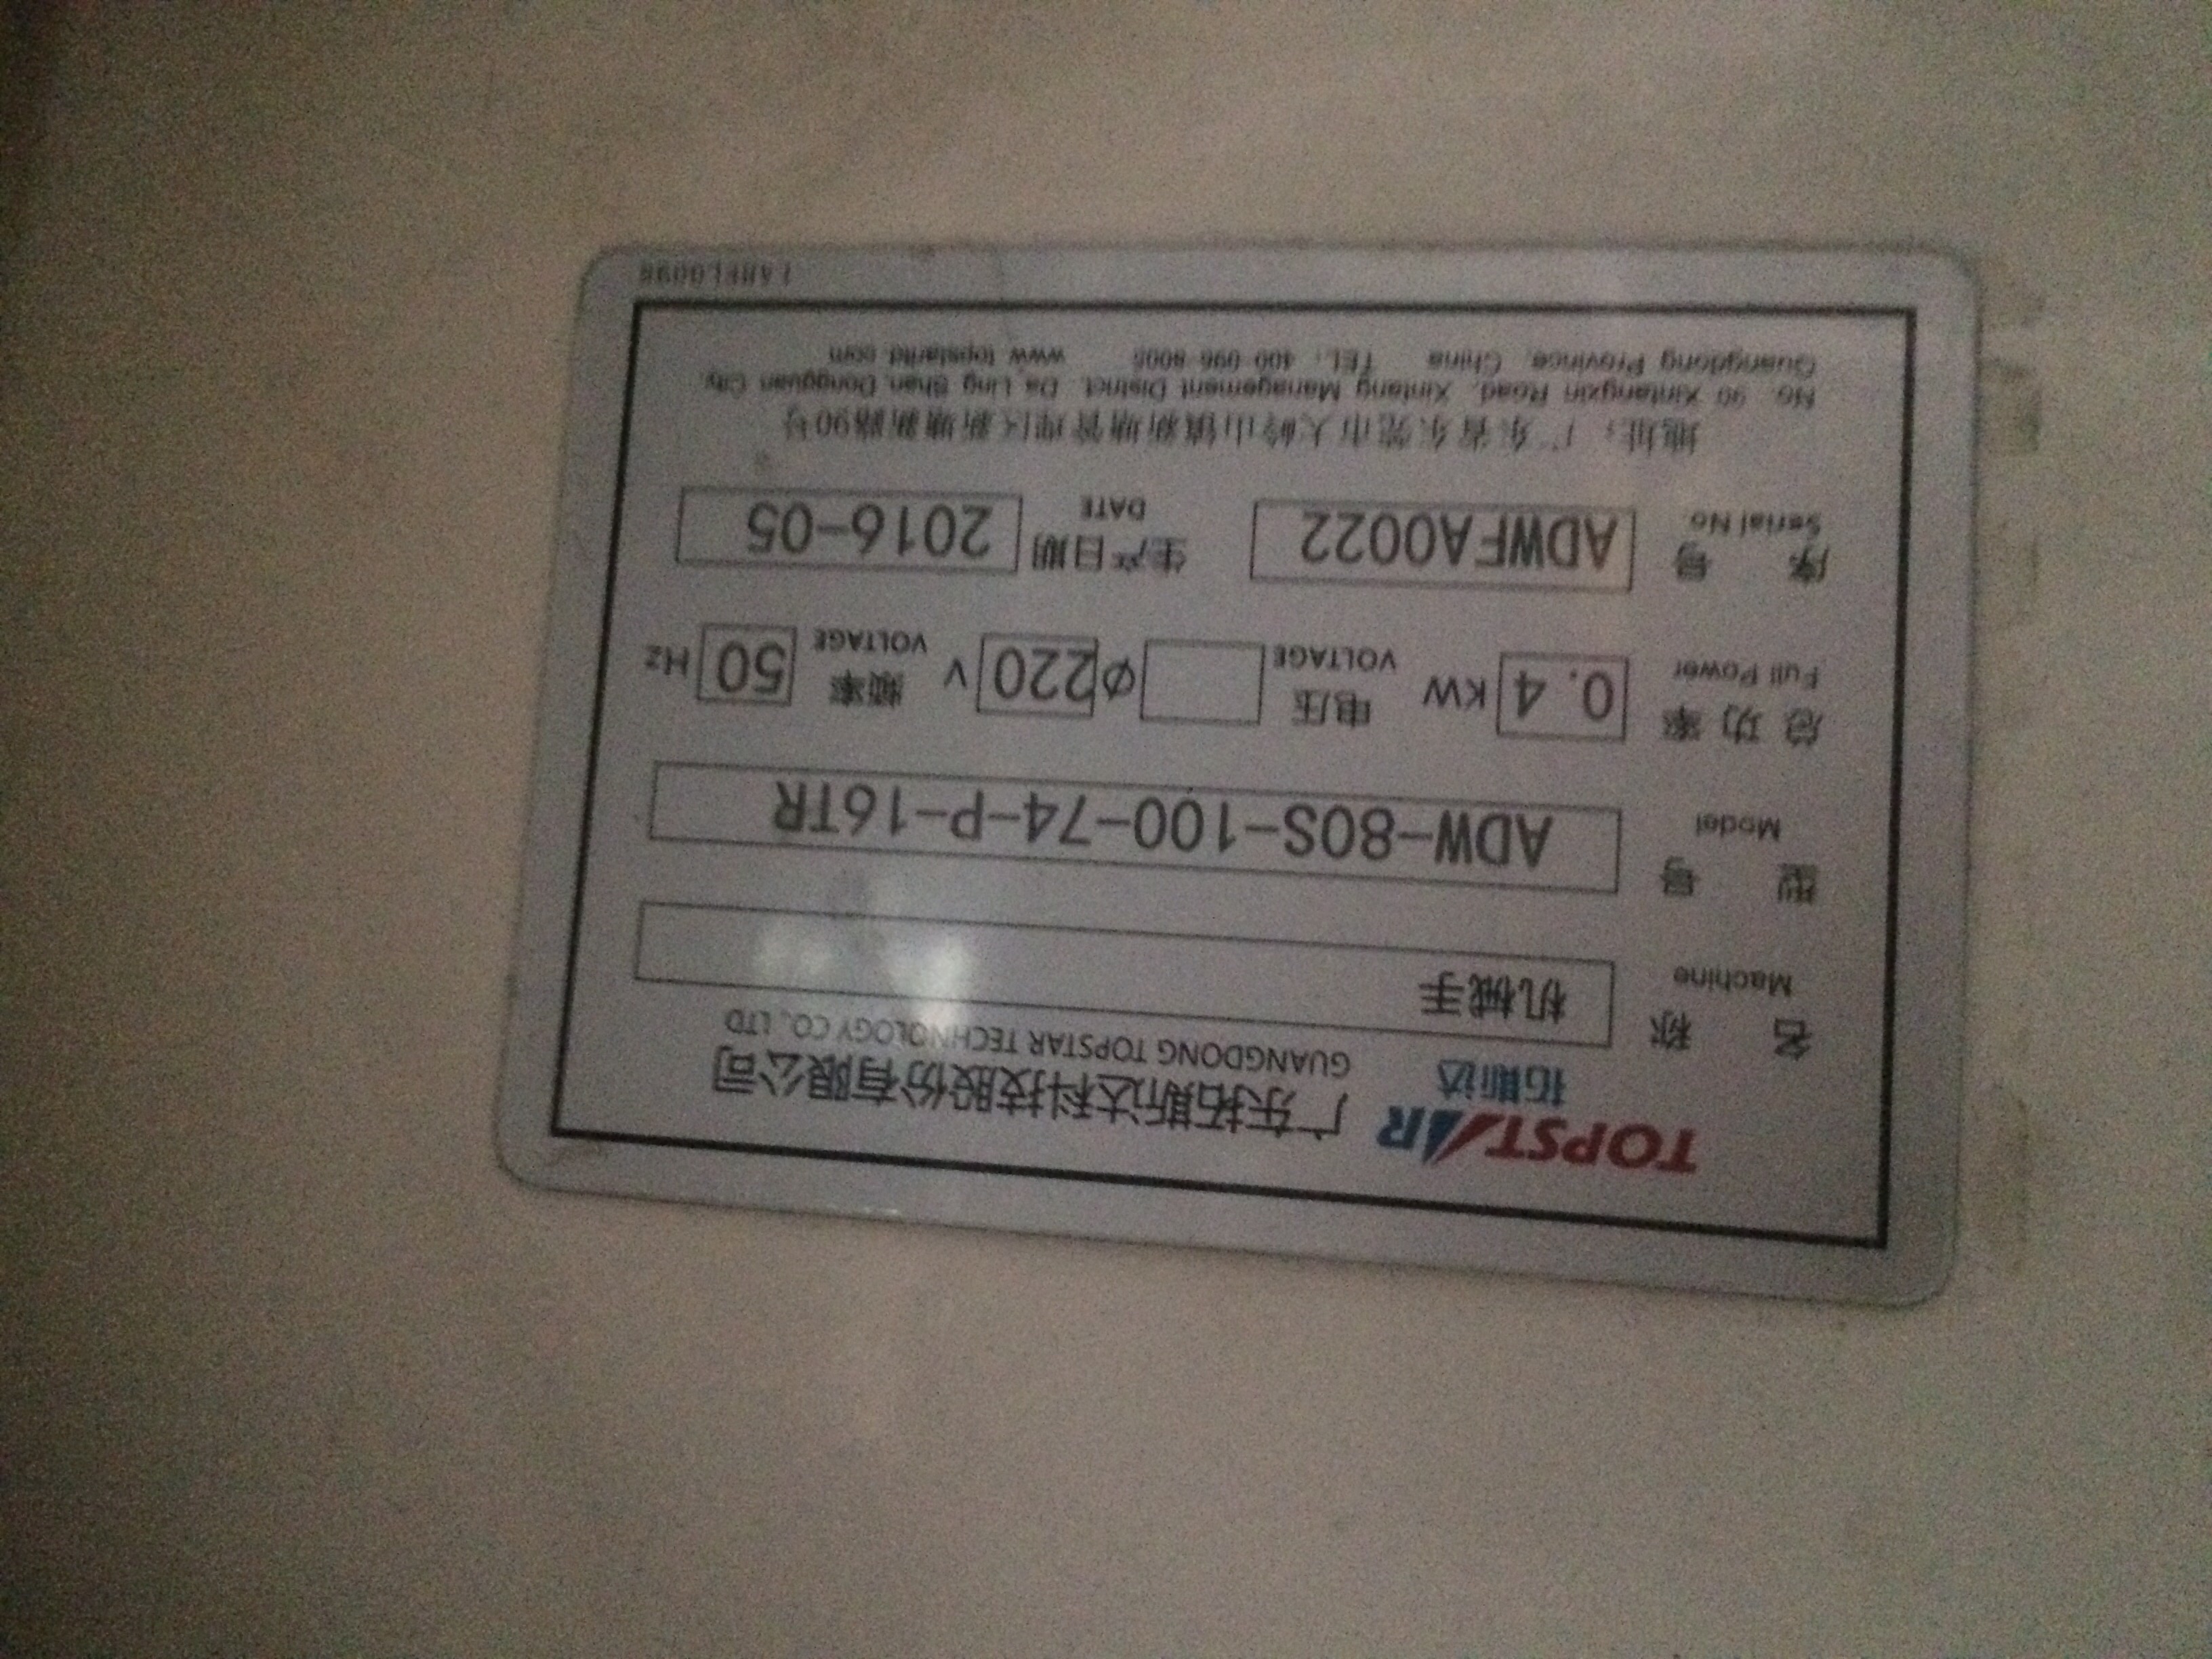 TOPSTAR 广东拓斯达科技股份有限公司
拓斯达 GUANGDONG TOPSTAR TECHNOLOGY CO., LTD
名 称 机械手
Machine
型 号 ADW-80S-100-74-P-16TR
Model
总 功 率 0.4 KW 电压 Φ 220 V 频率 50 Hz
Full Power VOLTAGE VOLTAGE
序 号 ADWFA0022 生产日期 2016-05
Serial No. DATE
地址：广东省东莞市大岭山镇新塘管理区新塘新路90号
No. 90 Xintangxin Road, Xintang Management District, Da Ling Shan Dongguan City,
Guangdong Province, China TEL: 400-096-8005 www.topstarltd.com